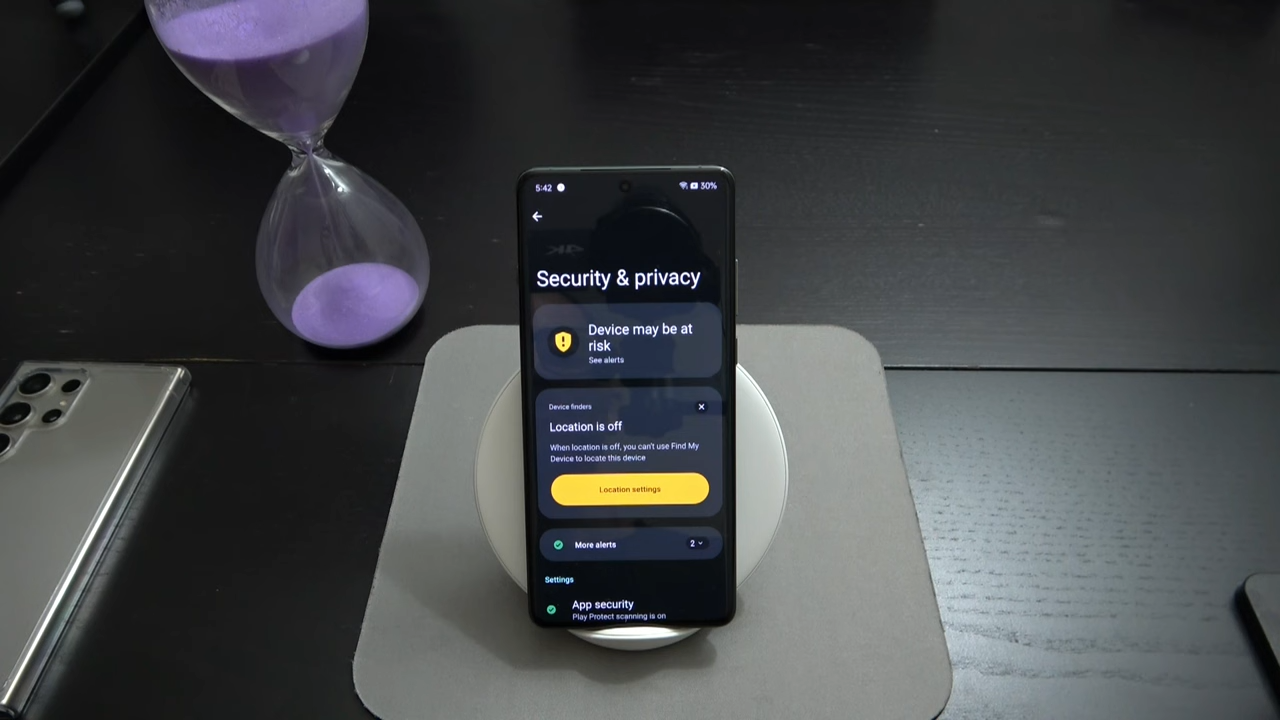 5:42
30%
Security & privacy
Device may be at
risk
See alerts
Device finders
Location is off
When location is off, you can't use Find My
Device to locate this device
Location settings
More alerts
2
Settings
App security
Play Protect scanning is on